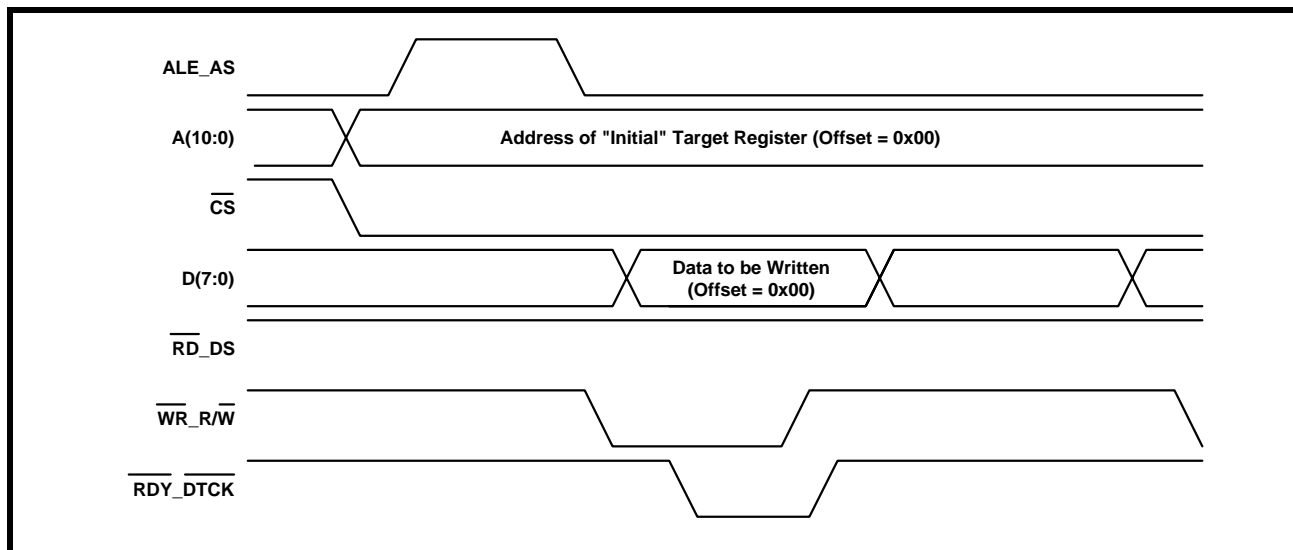 ALE_AS
A(10:0)
Address of "Initial" Target Register (Offset = 0x00)
CS
D(7:0)
Data to be Written
(Offset = 0x00)
RD_DS
WR_R/W
RDY_DTCK